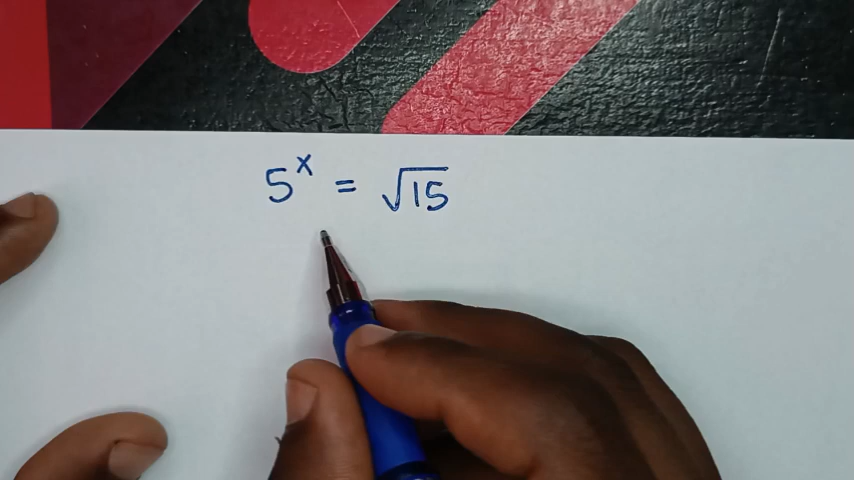 5^x = √15